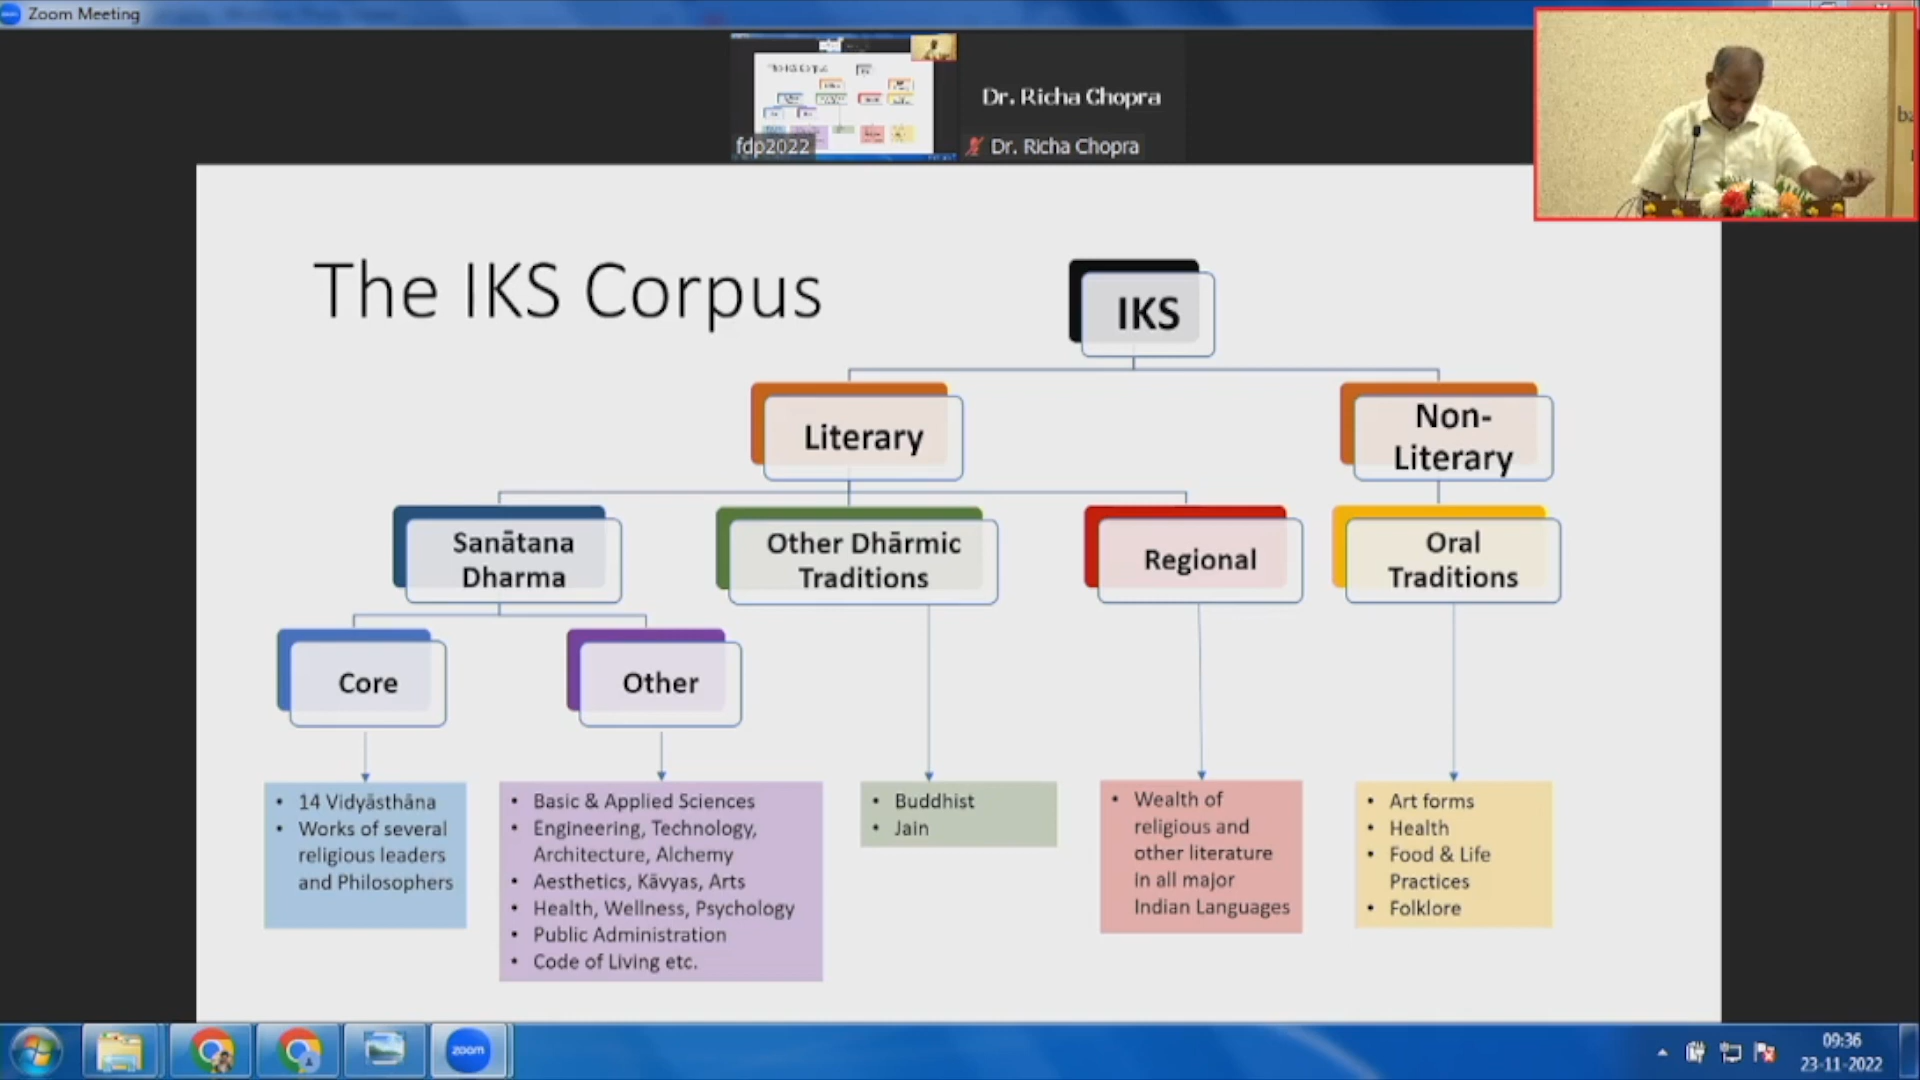 Zoom Meeting
fdp2022
Dr. Richa Chopra
Dr. Richa Chopra
The IKS Corpus
IKS
Literary
Non-
Literary
Sanātana
Dharma
Other Dhārmic
Traditions
Regional
Oral
Traditions
Core
Other
• 14 Vidyāsthāna
• Works of several
religious leaders
and Philosophers
• Basic & Applied Sciences
• Engineering, Technology,
Architecture, Alchemy
• Aesthetics, Kāvyas, Arts
• Health, Wellness, Psychology
• Public Administration
• Code of Living etc.
• Buddhist
• Jain
• Wealth of
religious and
other literature
in all major
Indian Languages
• Art forms
• Health
• Food & Life
Practices
• Folklore
zoom
09:36
23-11-2022